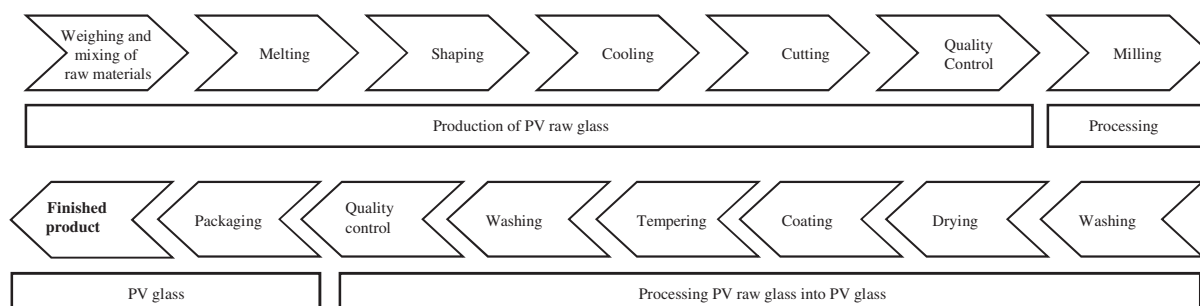 Weighing and
mixing of
raw materials
Melting
Shaping
Cooling
Cutting
Quality
Control
Milling
Production of PV raw glass
Processing
Finished
product
Packaging
Quality
control
Washing
Tempering
Coating
Drying
Washing
PV glass
Processing PV raw glass into PV glass